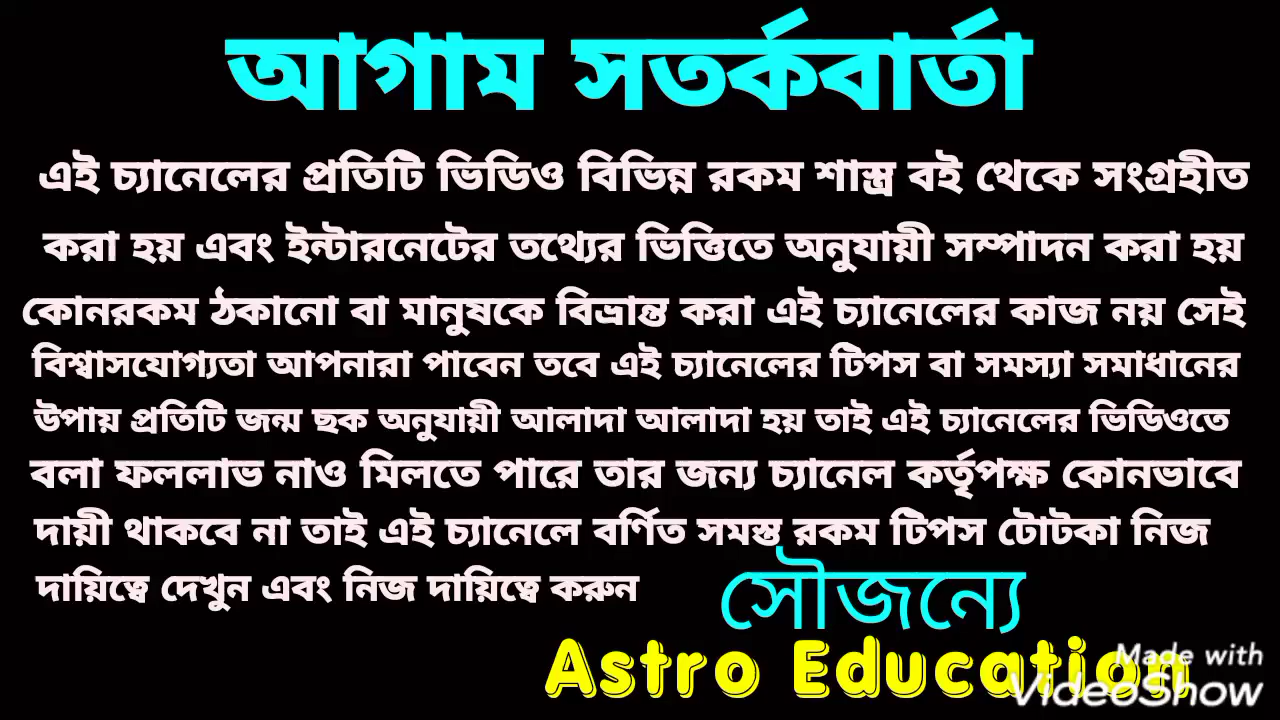 আগাম সতর্কবার্তা
এই চ্যানেলের প্রতিটি ভিডিও বিভিন্ন রকম শাস্ত্র বই থেকে সংগ্রহীত
করা হয় এবং ইন্টারনেটের তথ্যের ভিত্তিতে অনুযায়ী সম্পাদন করা হয়
কোনরকম ঠকানো বা মানুষকে বিভ্রান্ত করা এই চ্যানেলের কাজ নয় সেই
বিশ্বাসযোগ্যতা আপনারা পাবেন তবে এই চ্যানেলের টিপস বা সমস্যা সমাধানের
উপায় প্রতিটি জন্ম ছক অনুযায়ী আলাদা আলাদা হয় তাই এই চ্যানেলের ভিডিওতে
বলা ফললাভ নাও মিলতে পারে তার জন্য চ্যানেল কর্তৃপক্ষ কোনভাবে
দায়ী থাকবে না তাই এই চ্যানেলে বর্ণিত সমস্ত রকম টিপস টোটকা নিজ
দায়িত্বে দেখুন এবং নিজ দায়িত্বে করুন
সৌজন্যে
Astro Education
Made with
VideoShow